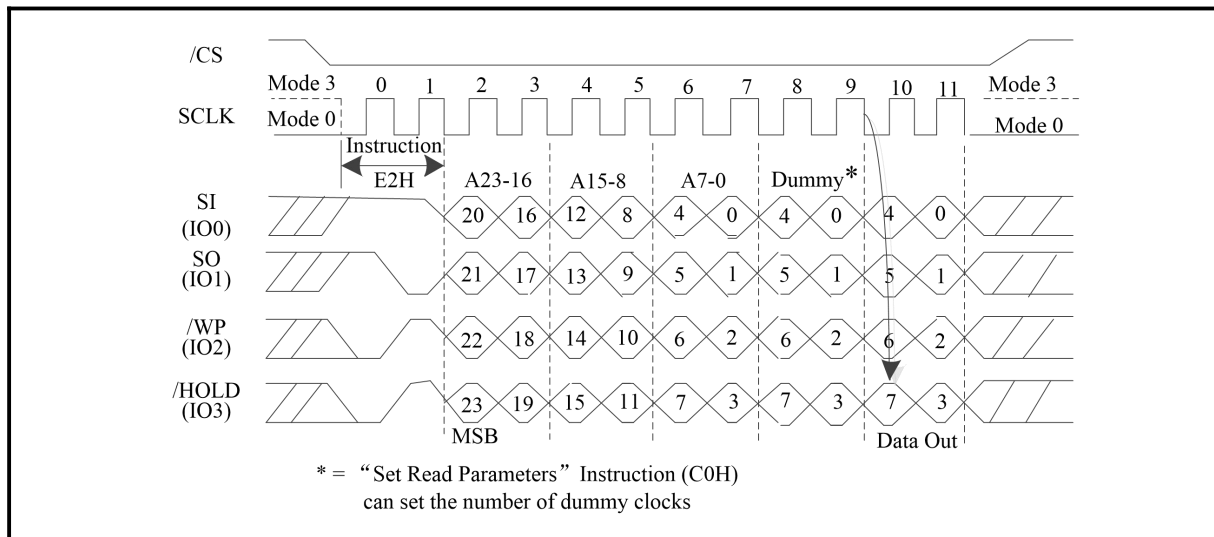 /CS
Mode 3 0 1 2 3 4 5 6 7 8 9 10 11 Mode 3
SCLK Mode 0 Mode 0
Instruction
E2H A23-16 A15-8 A7-0 Dummy*
SI
(IO0) 20 16 12 8 4 0 4 0 4 0
SO
(IO1) 21 17 13 9 5 1 5 1 5 1
/WP
(IO2) 22 18 14 10 6 2 6 2 6 2
/HOLD
(IO3) 23 19 15 11 7 3 7 3 7 3
MSB Data Out
* = “Set Read Parameters” Instruction (C0H)
can set the number of dummy clocks